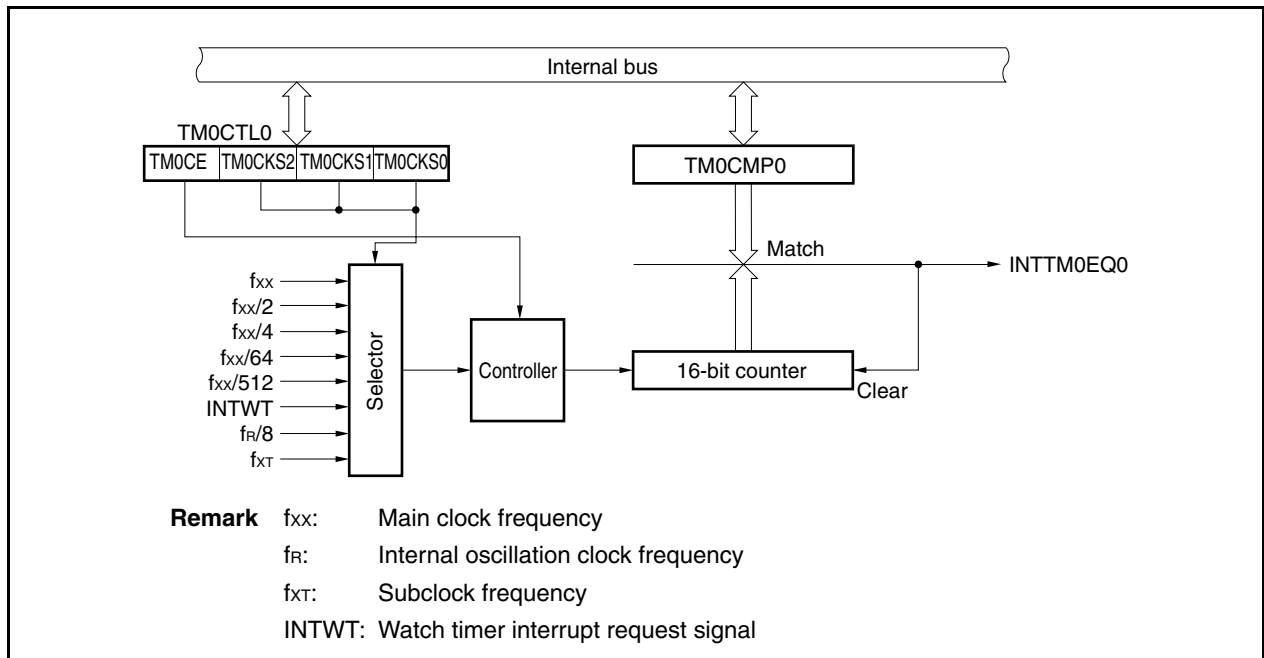 Internal bus
TM0CTL0
TM0CE TM0CKS2 TM0CKS1 TM0CKS0
TM0CMP0
Match
INTTM0EQ0
fXX
fXX/2
fXX/4
fXX/64
fXX/512
INTWT
fR/8
fXT
Selector
Controller
16-bit counter
Clear
Remark fXX: Main clock frequency
fR: Internal oscillation clock frequency
fXT: Subclock frequency
INTWT: Watch timer interrupt request signal